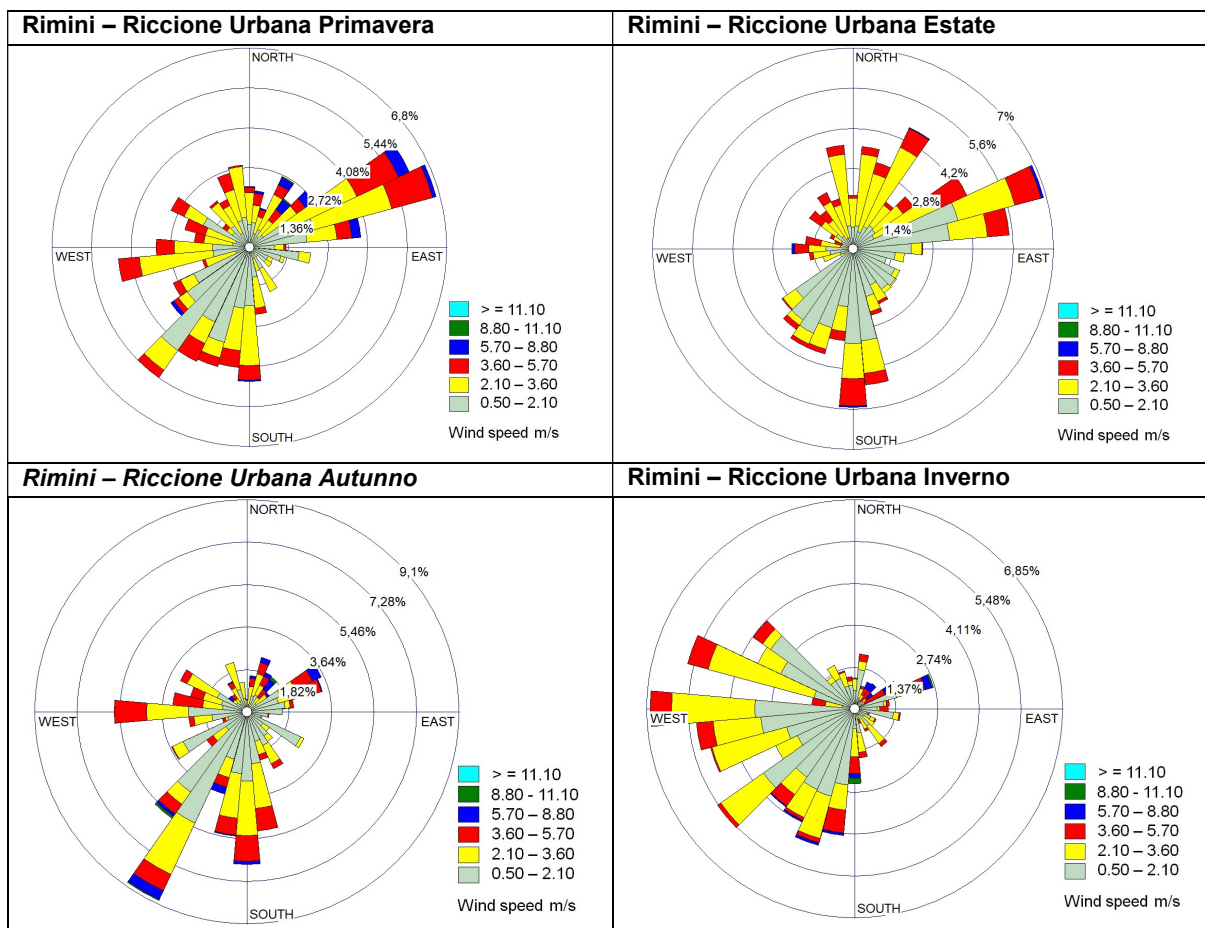 Rimini – Riccione Urbana Primavera
NORTH
6,8%
5,44%
4,08%
2,72%
1,36%
WEST
EAST
SOUTH
> = 11.10
8.80 - 11.10
5.70 – 8.80
3.60 – 5.70
2.10 – 3.60
0.50 – 2.10
Wind speed m/s
Rimini – Riccione Urbana Estate
NORTH
7%
5,6%
4,2%
2,8%
1,4%
WEST
EAST
SOUTH
> = 11.10
8.80 - 11.10
5.70 – 8.80
3.60 – 5.70
2.10 – 3.60
0.50 – 2.10
Wind speed m/s
Rimini – Riccione Urbana Autunno
NORTH
9,1%
7,28%
5,46%
3,64%
1,82%
WEST
EAST
SOUTH
> = 11.10
8.80 - 11.10
5.70 – 8.80
3.60 – 5.70
2.10 – 3.60
0.50 – 2.10
Wind speed m/s
Rimini – Riccione Urbana Inverno
NORTH
6,85%
5,48%
4,11%
2,74%
1,37%
WEST
EAST
SOUTH
> = 11.10
8.80 - 11.10
5.70 – 8.80
3.60 – 5.70
2.10 – 3.60
0.50 – 2.10
Wind speed m/s